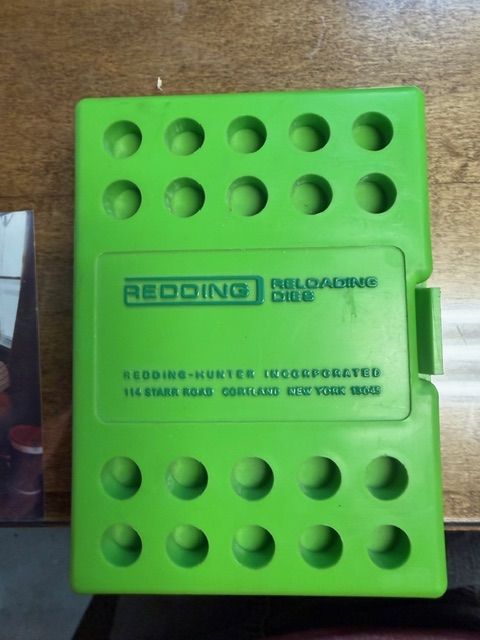 REDDING RELOADING
DIES
REDDING-HUNTER INCORPORATED
114 STARR ROAD CORTLAND NEW YORK 13045